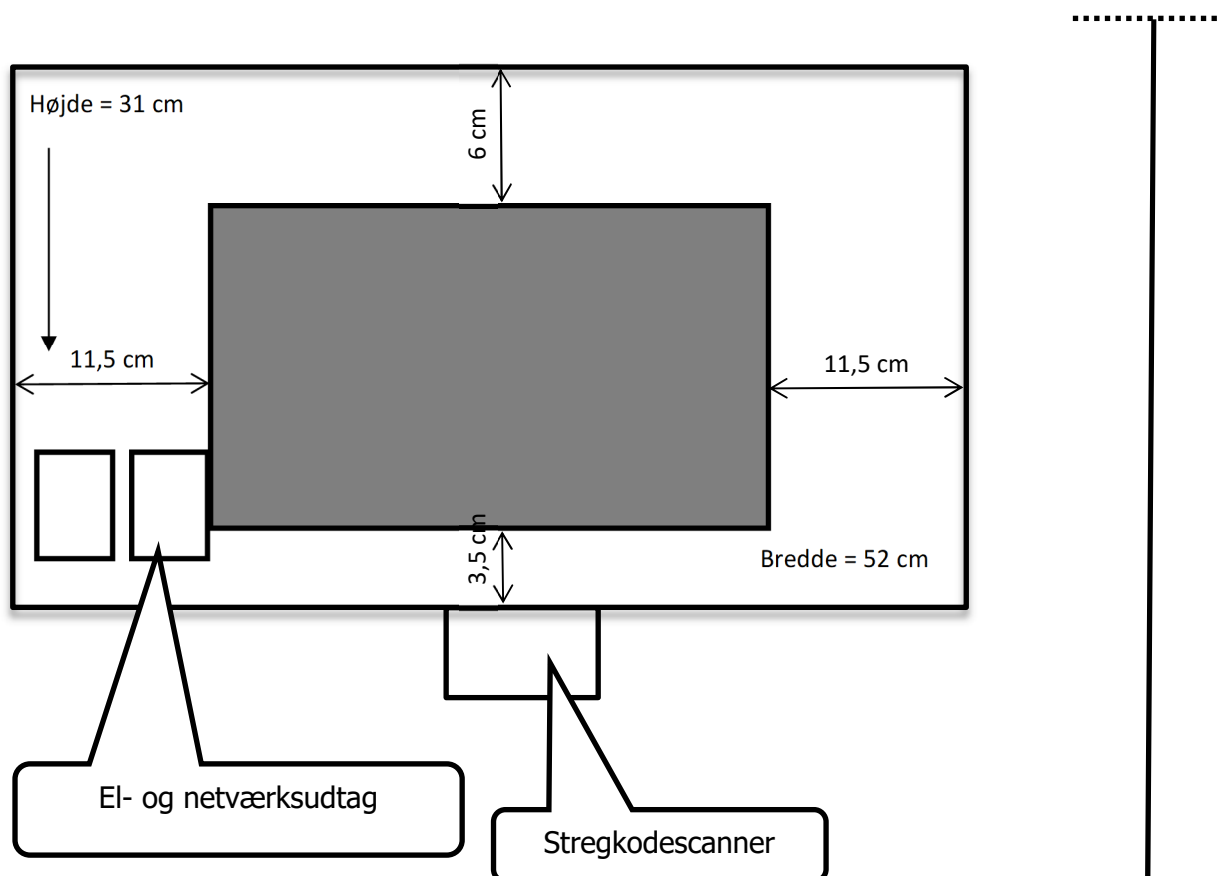 Højde = 31 cm
6 cm
11,5 cm
11,5 cm
3,5 cm
Bredde = 52 cm
El- og netværksudtag
Stregkodescanner